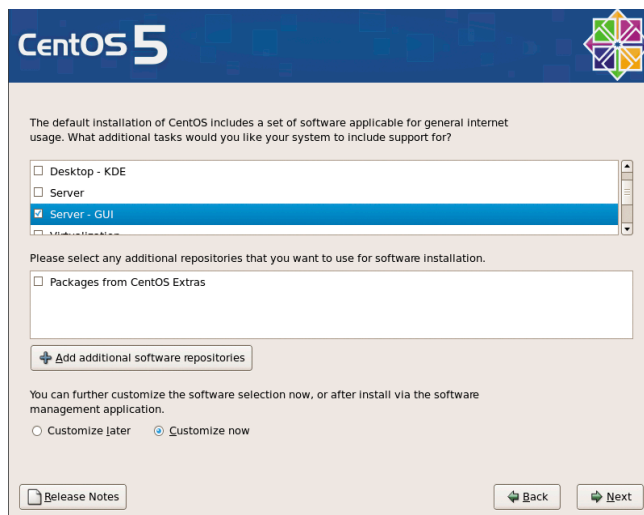 CentOS 5
The default installation of CentOS includes a set of software applicable for general internet
usage. What additional tasks would you like your system to include support for?
Desktop - KDE
Server
Server - GUI
Virtualization
Please select any additional repositories that you want to use for software installation.
Packages from CentOS Extras
Add additional software repositories
You can further customize the software selection now, or after install via the software
management application.
Customize later
Customize now
Release Notes
Back
Next